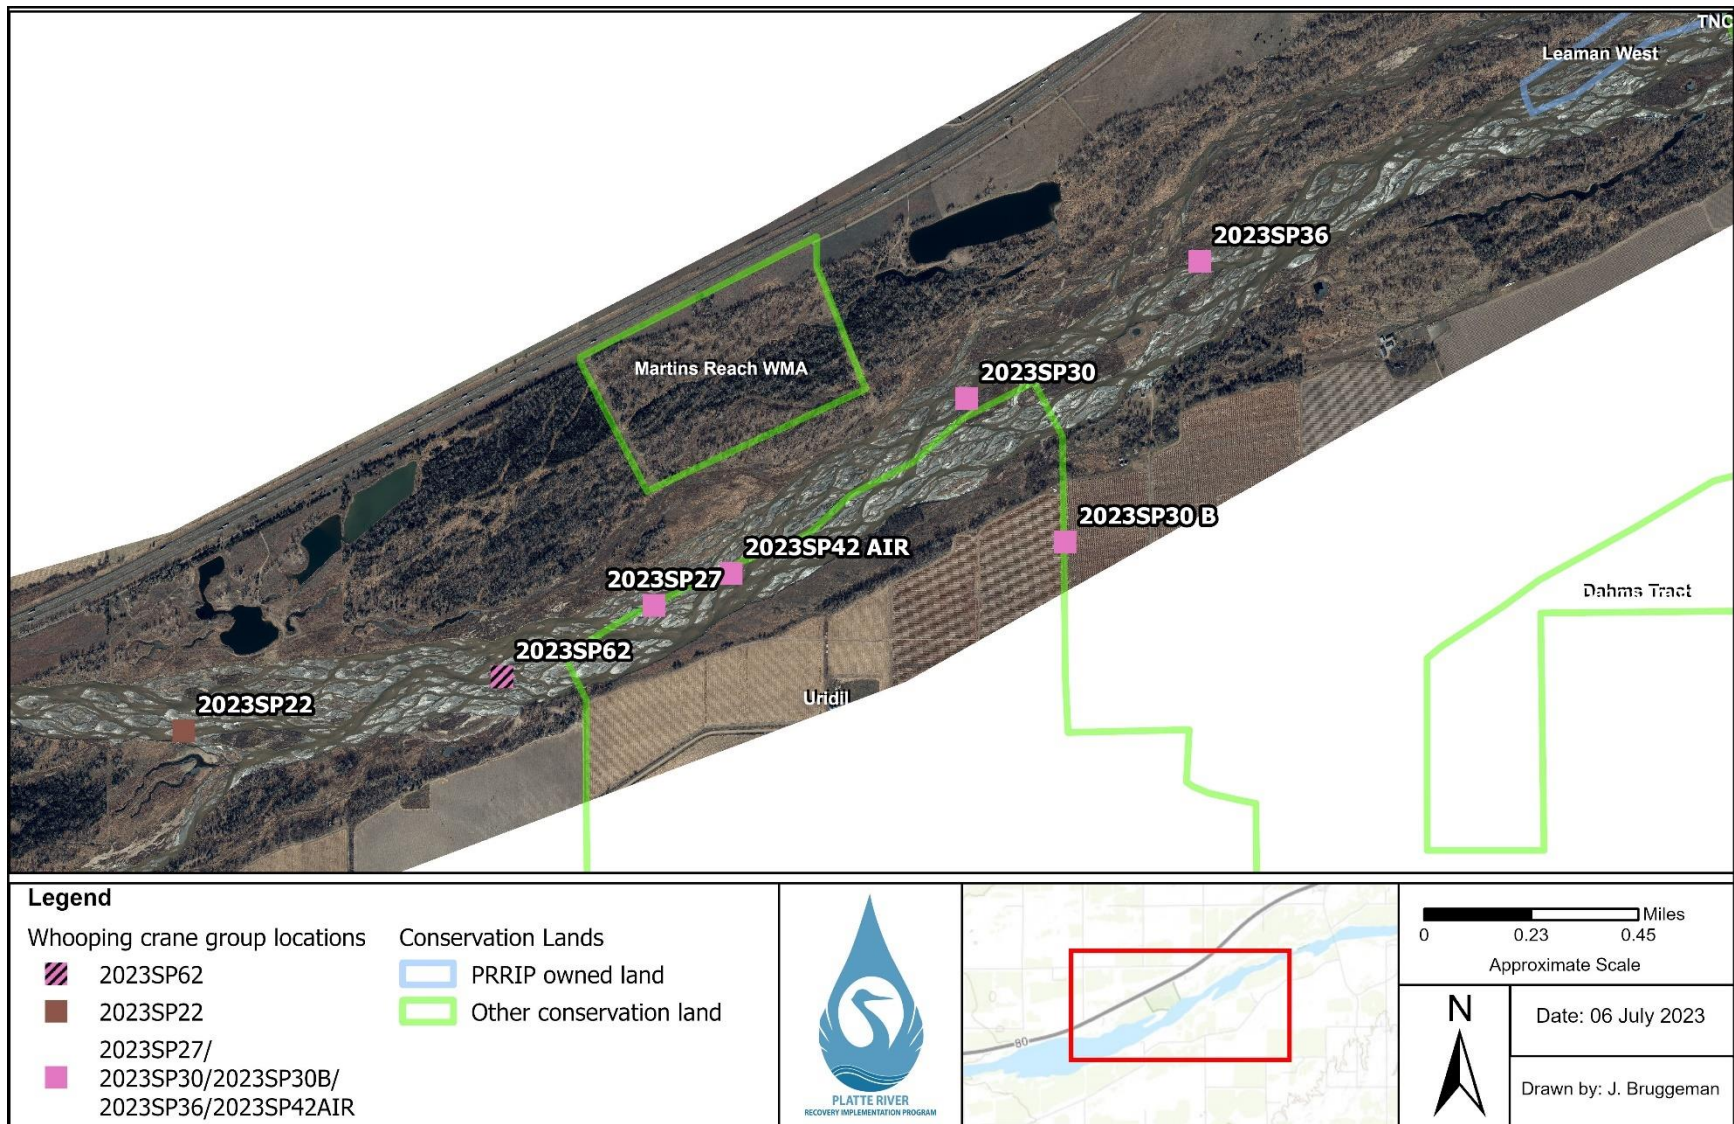 TNC
Leaman West
2023SP36
Martins Reach WMA
2023SP30
2023SP30 B
2023SP42 AIR
2023SP27
Dahms Tract
2023SP62
Uridil
2023SP22
Legend
Whooping crane group locations
2023SP62
2023SP22
2023SP27/
2023SP30/2023SP30B/
2023SP36/2023SP42AIR
Conservation Lands
PRRIP owned land
Other conservation land
PLATTE RIVER
RECOVERY IMPLEMENTATION PROGRAM
80
Miles
0 0.23 0.45
Approximate Scale
N
Date: 06 July 2023
Drawn by: J. Bruggeman